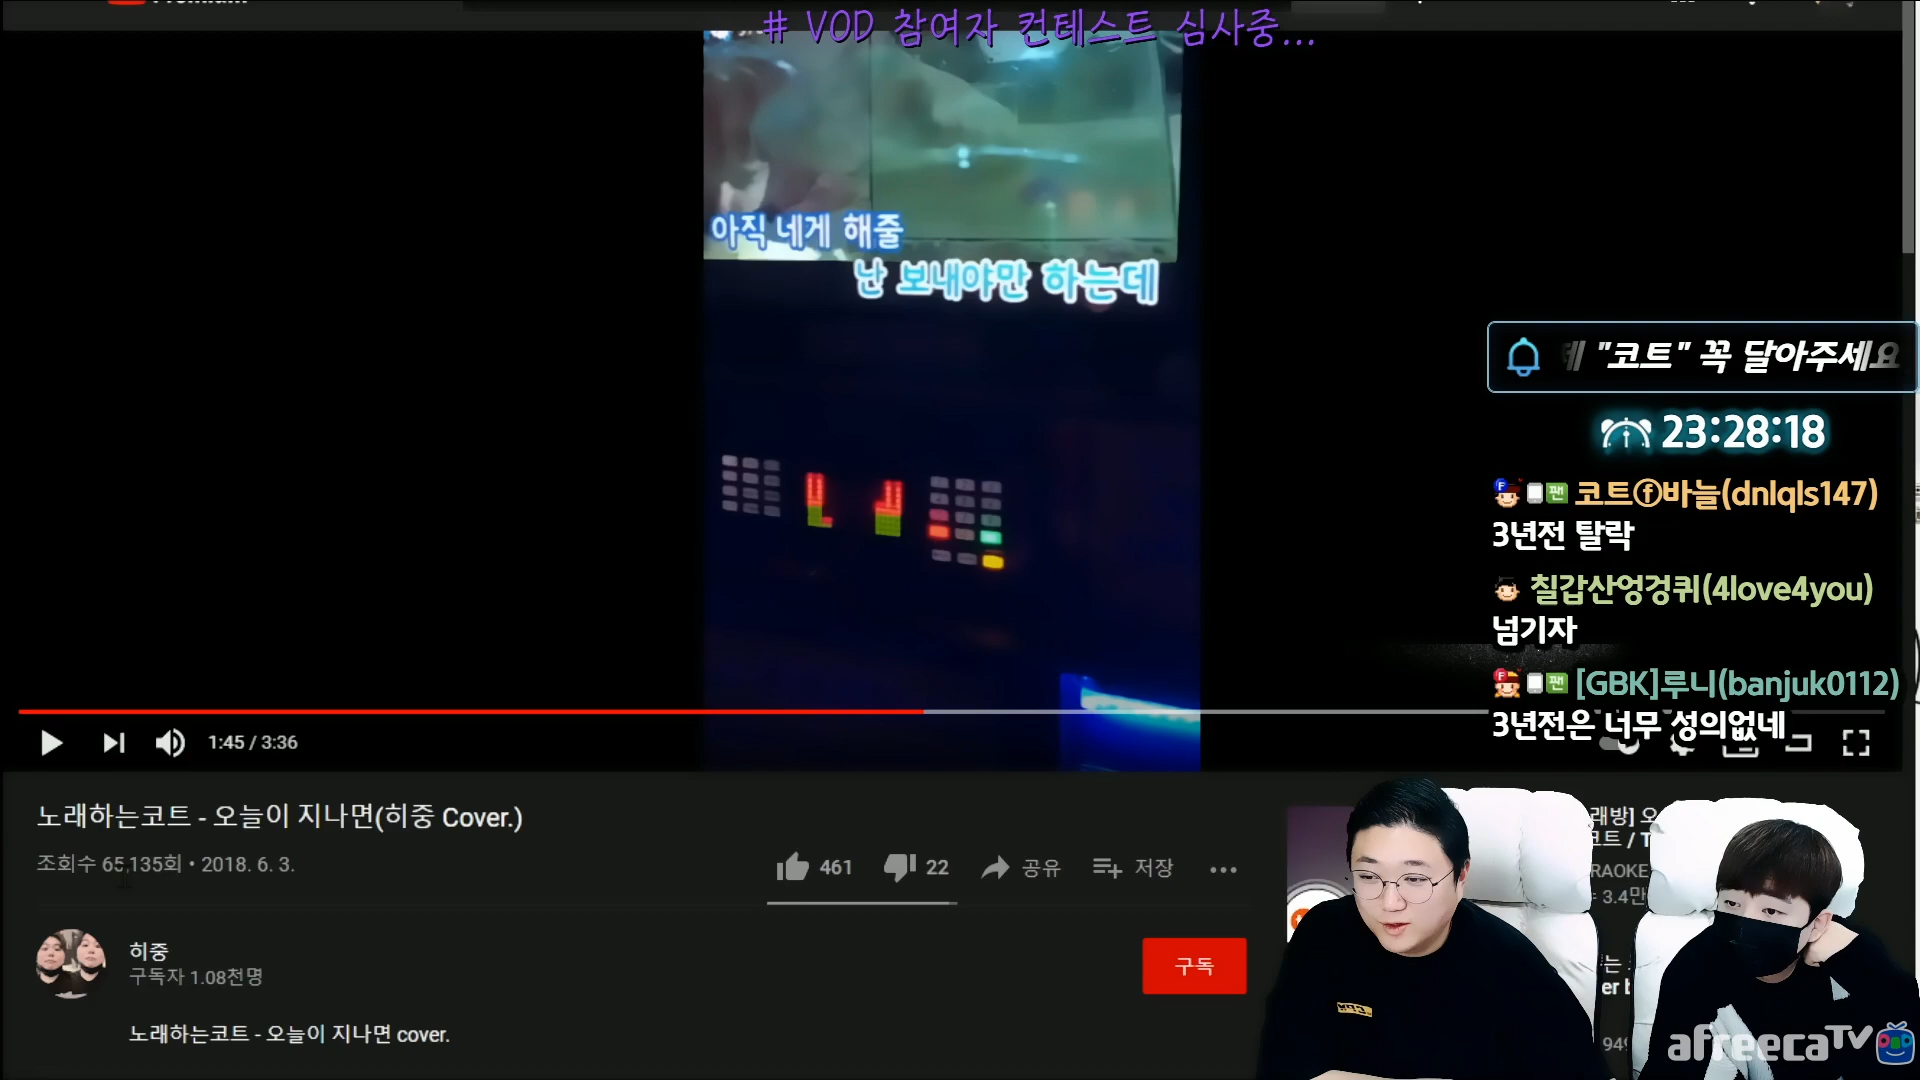 # VOD 참여자 컨테스트 심사중...
아직 네게 해줄
난 보내야만 하는데
"코트" 꼭 달아주세요
23:28:18
코트ⓕ바늘(dnlqls147)
3년전 탈락
칠갑산엉겅퀴(4love4you)
넘기자
[GBK]루니(banjuk0112)
3년전은 너무 성의없네
1:45 / 3:36
노래하는코트 - 오늘이 지나면(히중 Cover.)
조회수 65,135회 • 2018. 6. 3.
461
22
공유
저장
히중
구독자 1.08천명
구독
노래하는코트 - 오늘이 지나면 cover.
afreecaTV